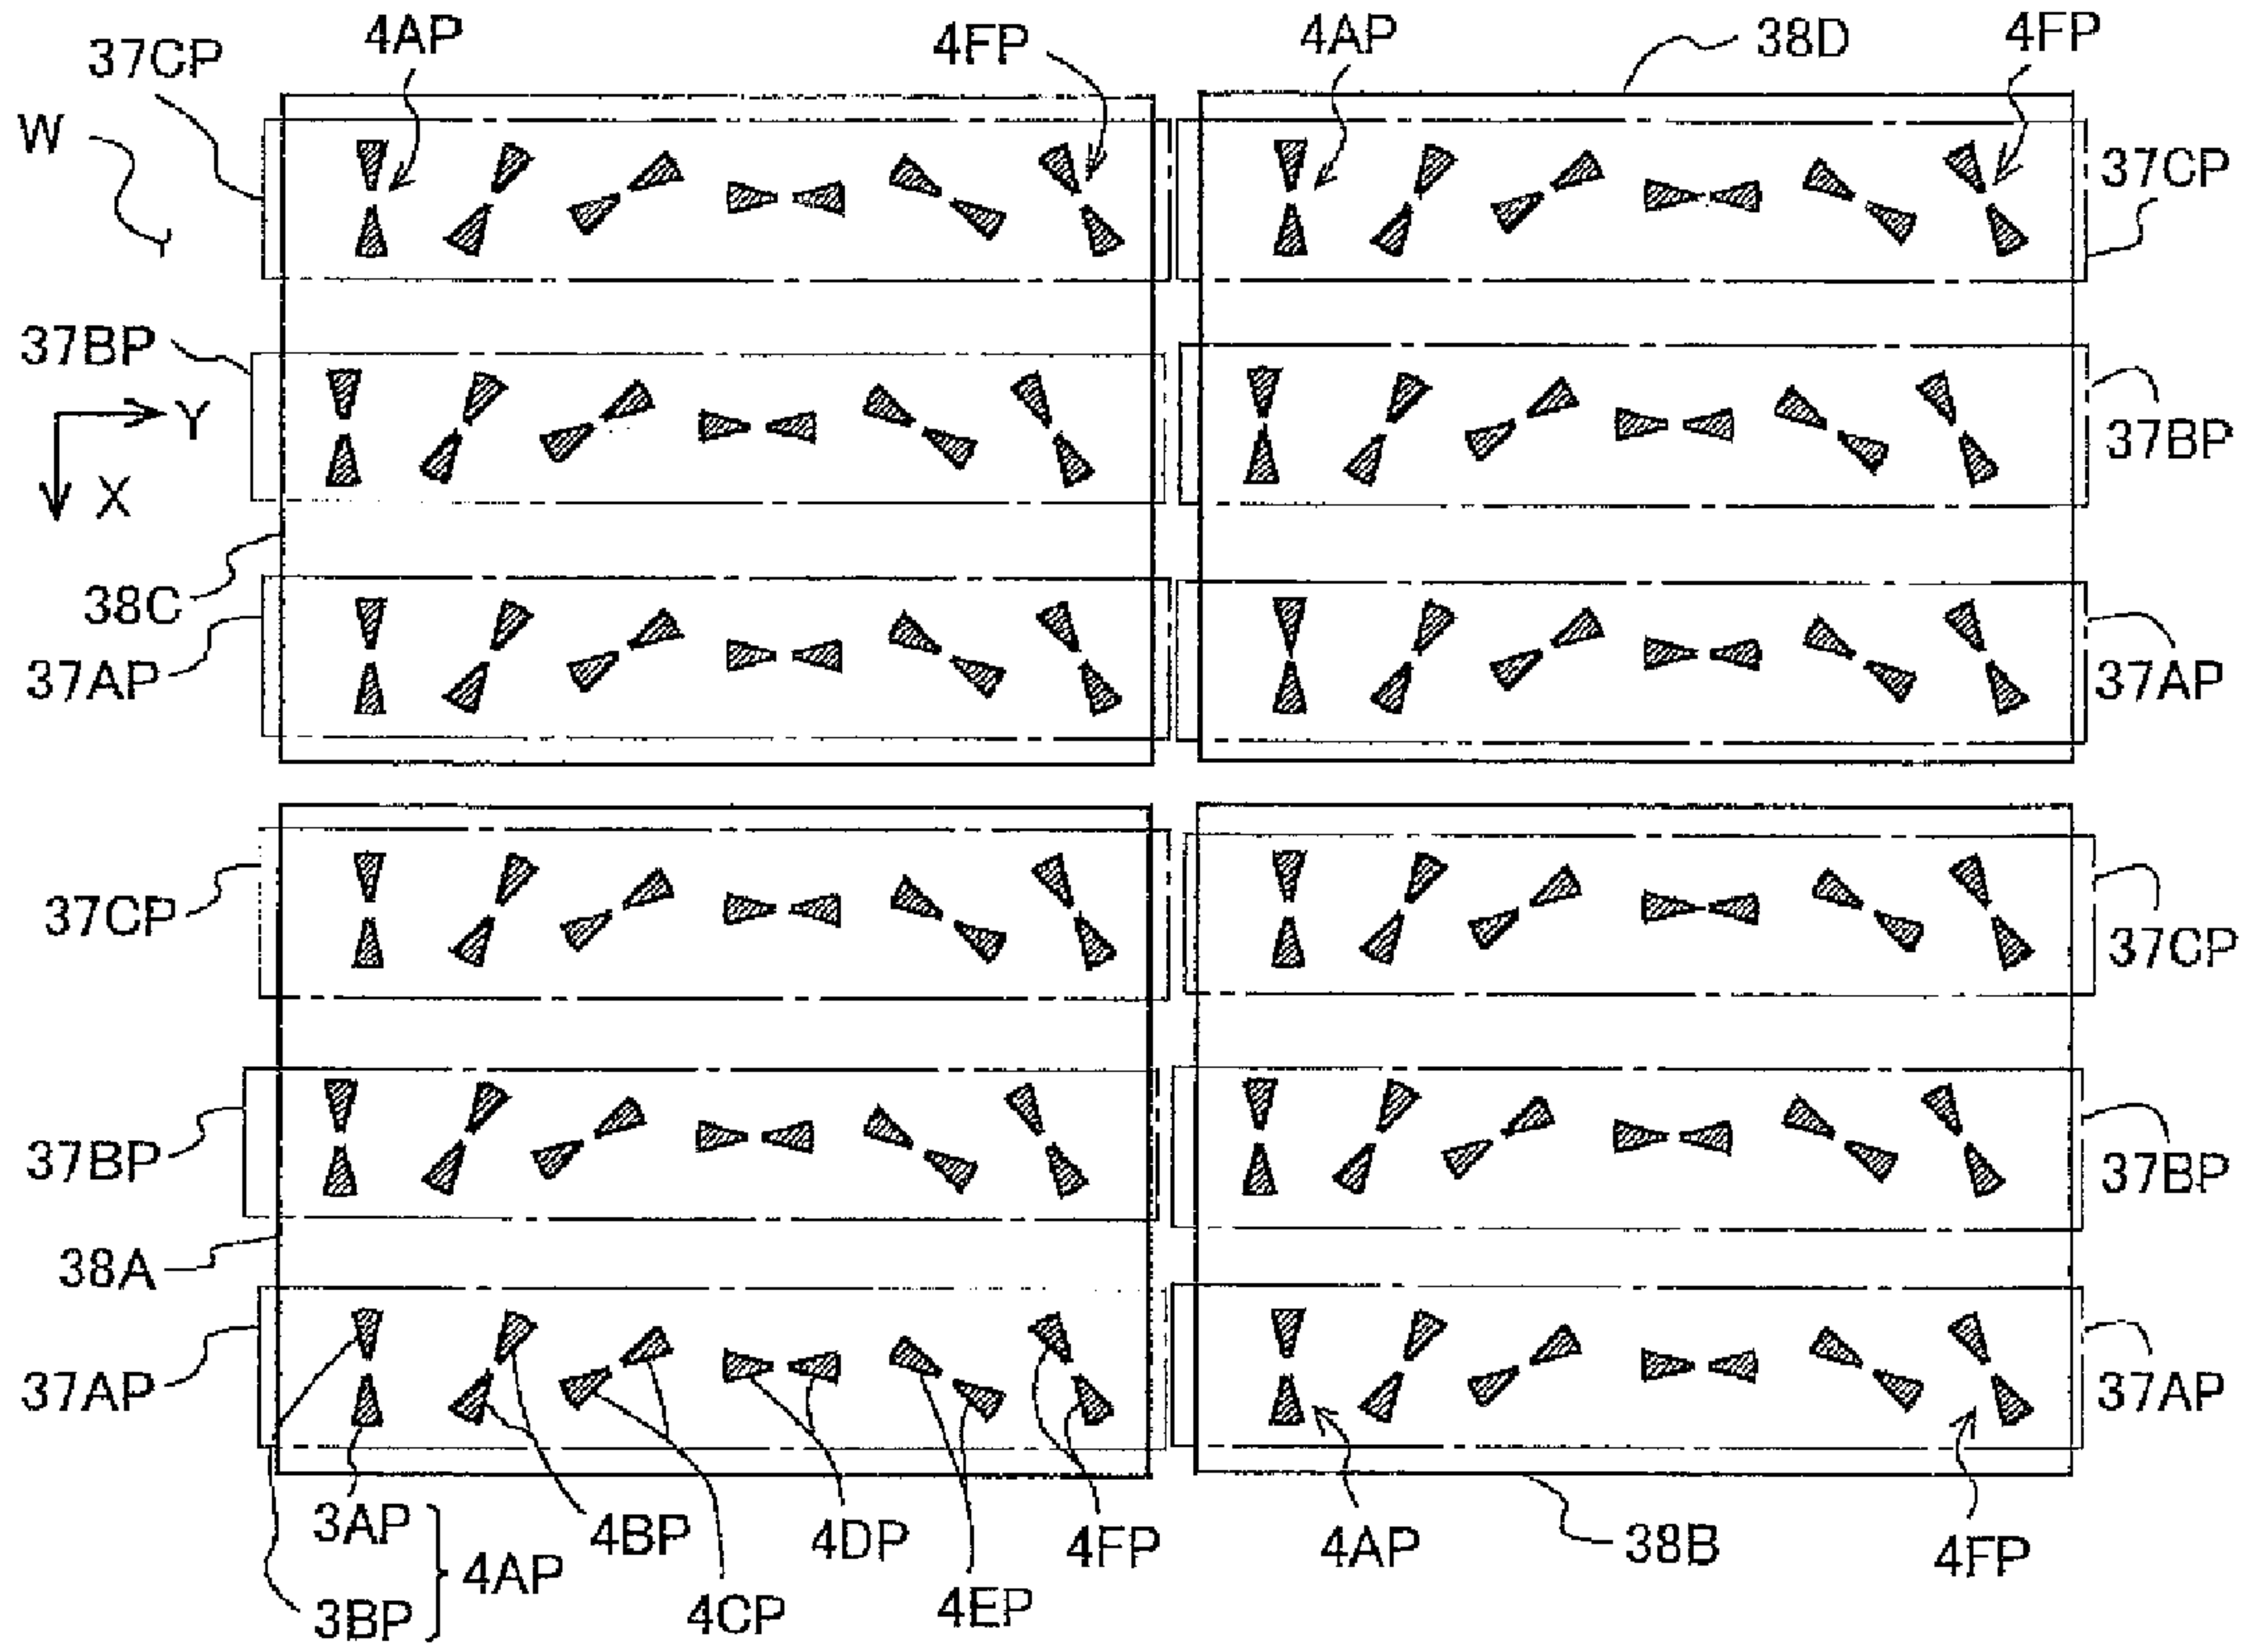 4AP 4FP 4AP 38D 4FP
37CP
W
37CP
37BP
Y
37BP
X
38C
37AP 37AP
37CP 37CP
37BP 37BP
38A
37AP 37AP
3AP 4BP 4DP 4FP 4AP 38B 4FP
4AP
3BP 4CP 4EP